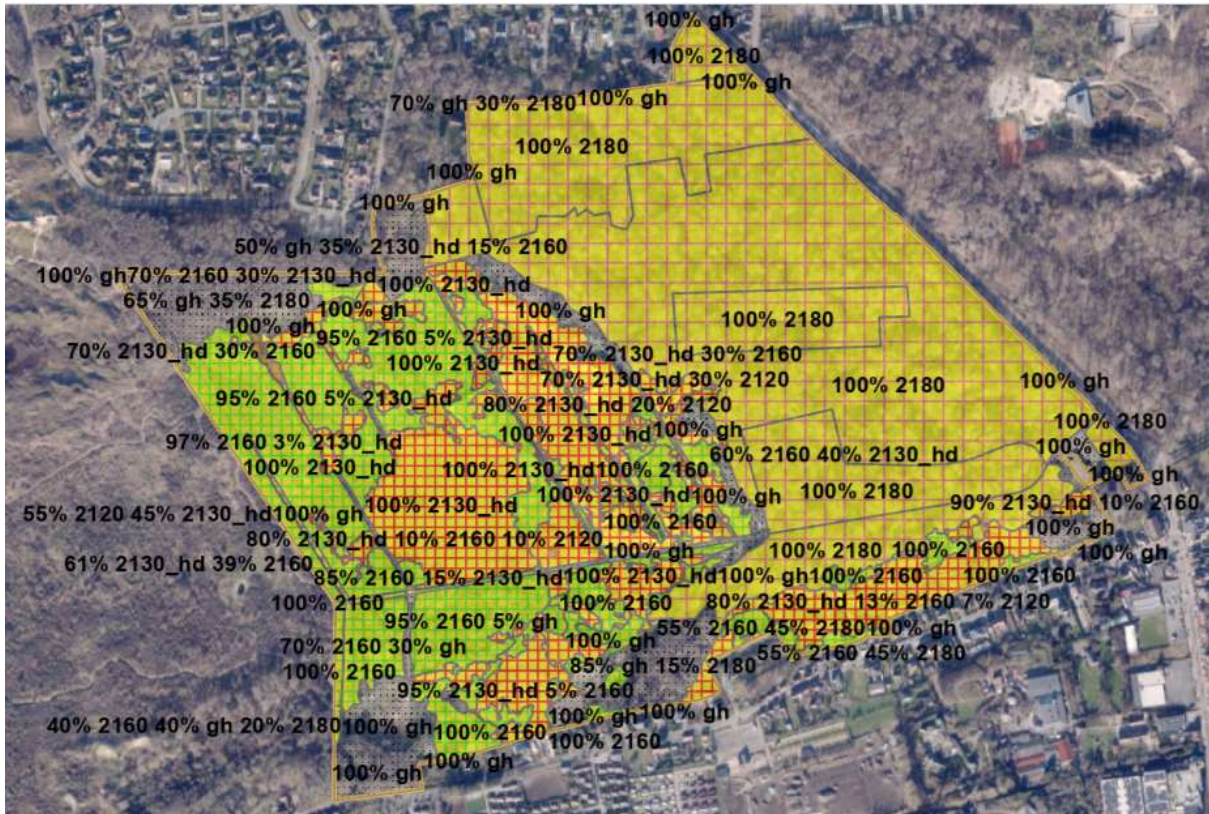 100% gh
100% 2180
100% gh
70% gh 30% 2180
100% gh
100% 2180
100% gh
100% gh
50% gh 35% 2130_hd 15% 2160
100% gh
70% 2160 30% 2130_hd
100% 2130_hd
65% gh 35% 2180
100% gh
100% gh
100% gh
100% 2180
95% 2160 5% 2130_hd
70% 2130_hd 30% 2160
70% 2130_hd 30% 2160
100% 2130_hd
70% 2130_hd 30% 2120
100% 2180
100% gh
95% 2160 5% 2130_hd
80% 2130_hd 20% 2120
100% 2180
100% 2130_hd
100% gh
97% 2160 3% 2130_hd
100% gh
60% 2160 40% 2130_hd
100% 2130_hd
100% 2130_hd
100% 2160
100% gh
100% 2130_hd
100% gh
100% 2180
100% 2130_hd
90% 2130_hd 10% 2160
55% 2120 45% 2130_hd
100% gh
100% 2160
100% gh
80% 2130_hd 10% 2160 10% 2120
100% gh
100% 2180
100% 2160
100% gh
61% 2130_hd 39% 2160
85% 2160 15% 2130_hd
100% 2130_hd
100% gh
100% 2160
100% 2160
100% 2160
100% 2160
80% 2130_hd 13% 2160 7% 2120
95% 2160 5% gh
55% 2160 45% 2180
100% gh
70% 2160 30% gh
100% gh
55% 2160 45% 2180
100% 2160
85% gh 15% 2180
95% 2130_hd 5% 2160
40% 2160 40% gh 20% 2180
100% gh
100% gh
100% gh
100% 2160
100% 2160
100% gh
100% gh